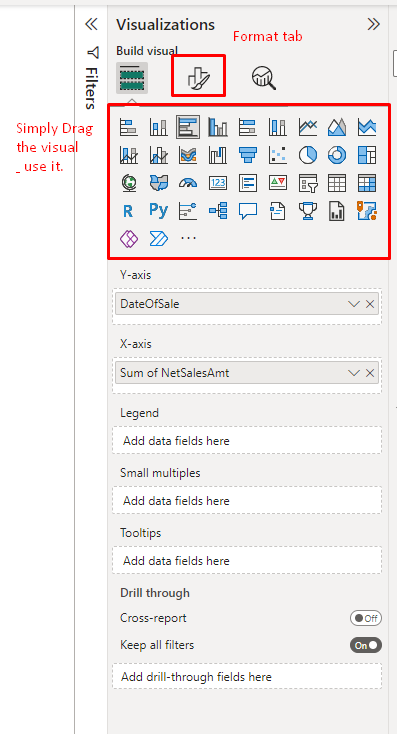 Visualizations
Format tab
Build visual
Filters
Simply Drag
the visual
_ use it.
123
R
Py
...
Y-axis
DateOfSale
X-axis
Sum of NetSalesAmt
Legend
Add data fields here
Small multiples
Add data fields here
Tooltips
Add data fields here
Drill through
Cross-report
Off
Keep all filters
On
Add drill-through fields here